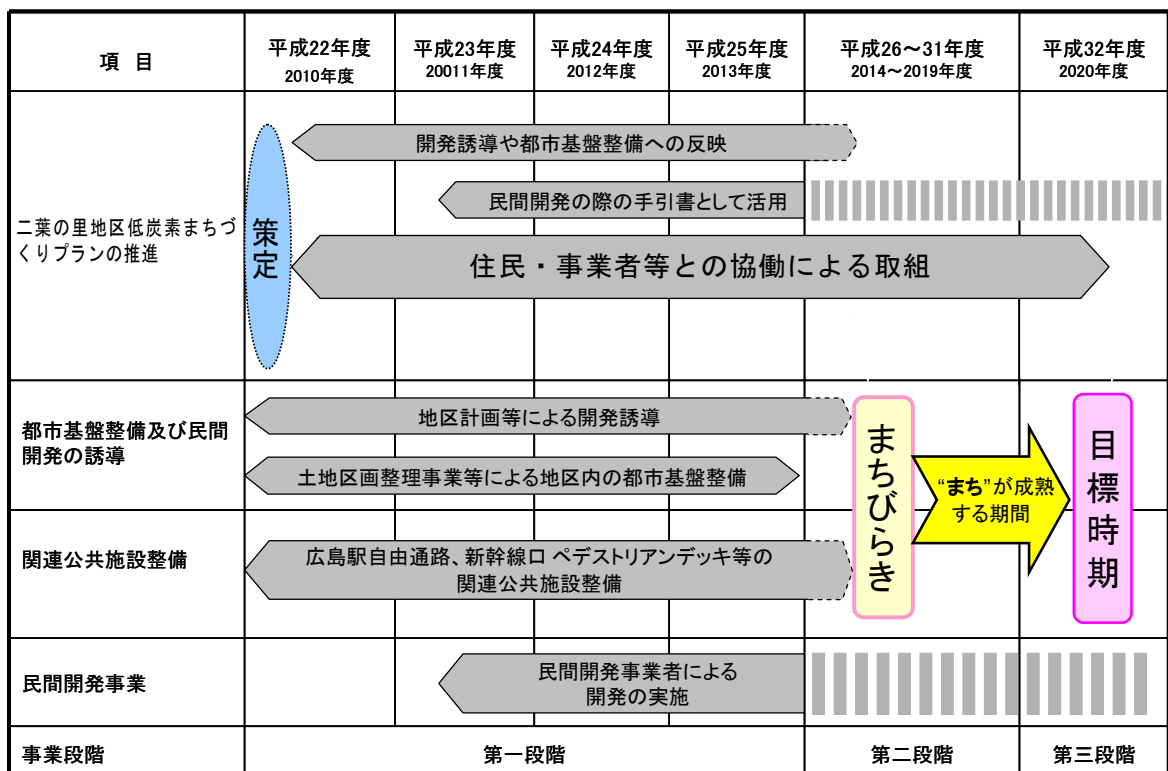 項 目
平成22年度
2010年度
平成23年度
20011年度
平成24年度
2012年度
平成25年度
2013年度
平成26～31年度
2014～2019年度
平成32年度
2020年度
二葉の里地区低炭素まちづ
くりプランの推進
策定
開発誘導や都市基盤整備への反映
民間開発の際の手引書として活用
住民・事業者等との協働による取組
都市基盤整備及び民間
開発の誘導
地区計画等による開発誘導
土地区画整理事業等による地区内の都市基盤整備
まちびらき
“まち”が成熟
する期間
目標時期
関連公共施設整備
広島駅自由通路、新幹線口 ペデストリアンデッキ等の
関連公共施設整備
民間開発事業
民間開発事業者による
開発の実施
事業段階
第一段階
第二段階
第三段階